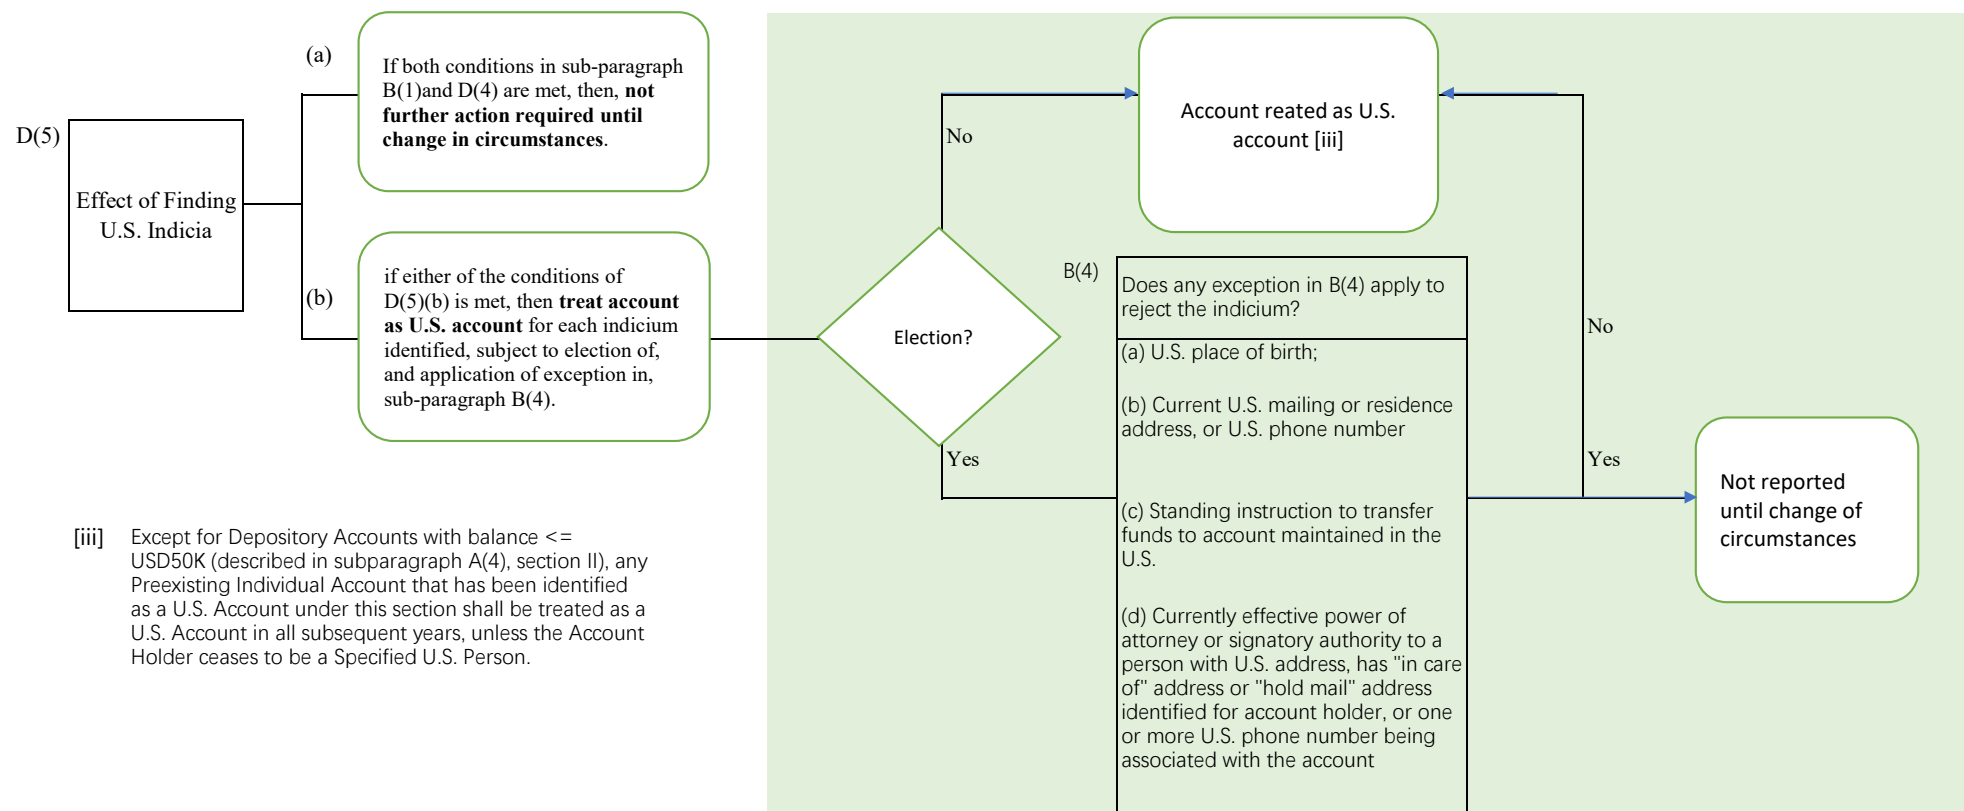 D(5)
Effect of Finding
U.S. Indicia
(a)
If both conditions in sub-paragraph
B(1)and D(4) are met, then, not
further action required until
change in circumstances.
(b)
if either of the conditions of
D(5)(b) is met, then treat account
as U.S. account for each indicium
identified, subject to election of,
and application of exception in,
sub-paragraph B(4).
Election?
No
Yes
Account reated as U.S.
account [iii]
B(4)
Does any exception in B(4) apply to
reject the indicium?
(a) U.S. place of birth;
(b) Current U.S. mailing or residence
address, or U.S. phone number
(c) Standing instruction to transfer
funds to account maintained in the
U.S.
(d) Currently effective power of
attorney or signatory authority to a
person with U.S. address, has "in care
of" address or "hold mail" address
identified for account holder, or one
or more U.S. phone number being
associated with the account
No
Yes
Not reported
until change of
circumstances
[iii] Except for Depository Accounts with balance <=
USD50K (described in subparagraph A(4), section II), any
Preexisting Individual Account that has been identified
as a U.S. Account under this section shall be treated as a
U.S. Account in all subsequent years, unless the Account
Holder ceases to be a Specified U.S. Person.